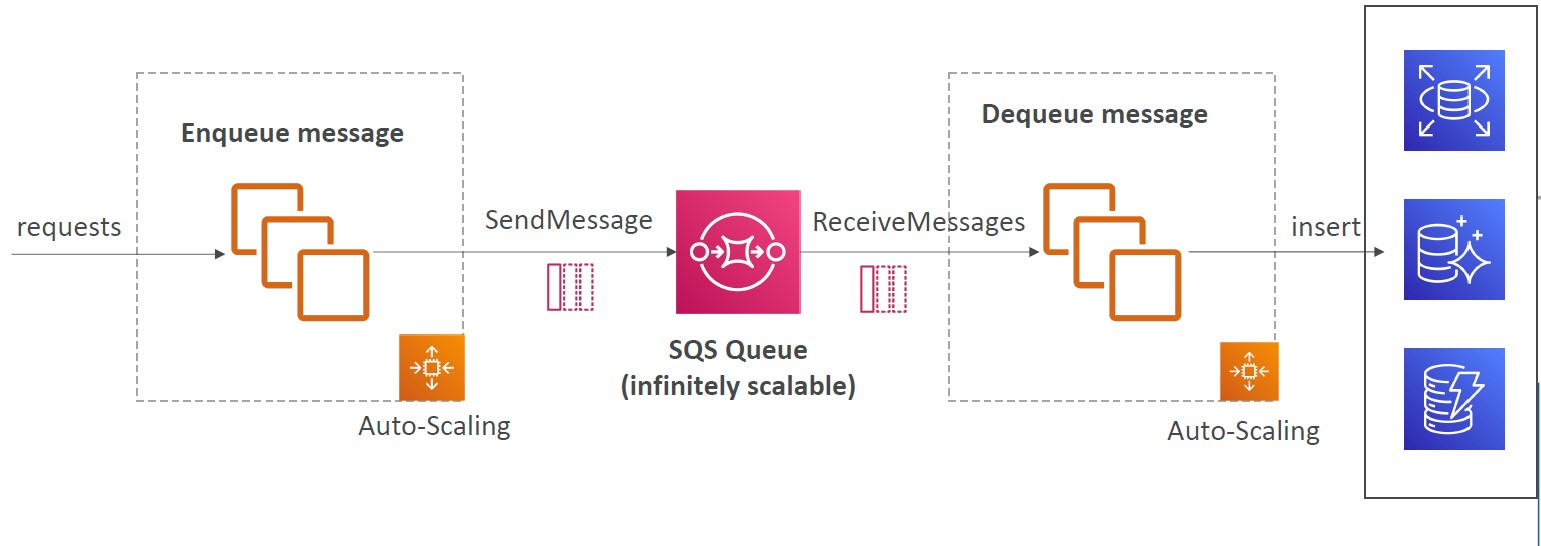 Enqueue message
requests
Auto-Scaling
SendMessage
SQS Queue
(infinitely scalable)
ReceiveMessages
Dequeue message
Auto-Scaling
insert